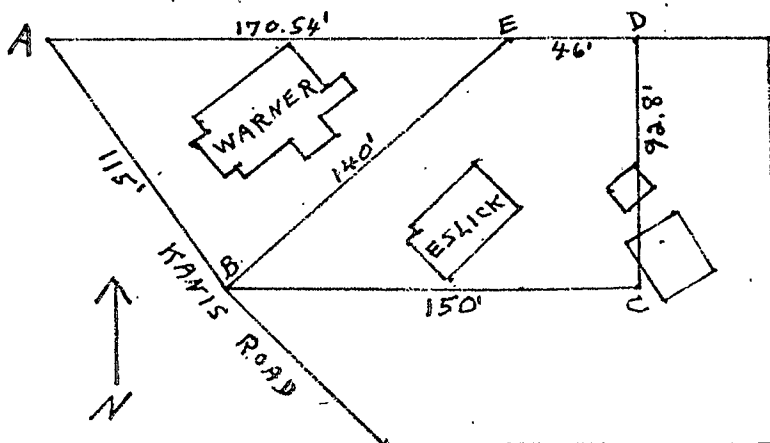 A 170.54' E D
46'
WARNER
92.8'
115'
140'
ESLICK
B
KANIS ROAD
150' C
N